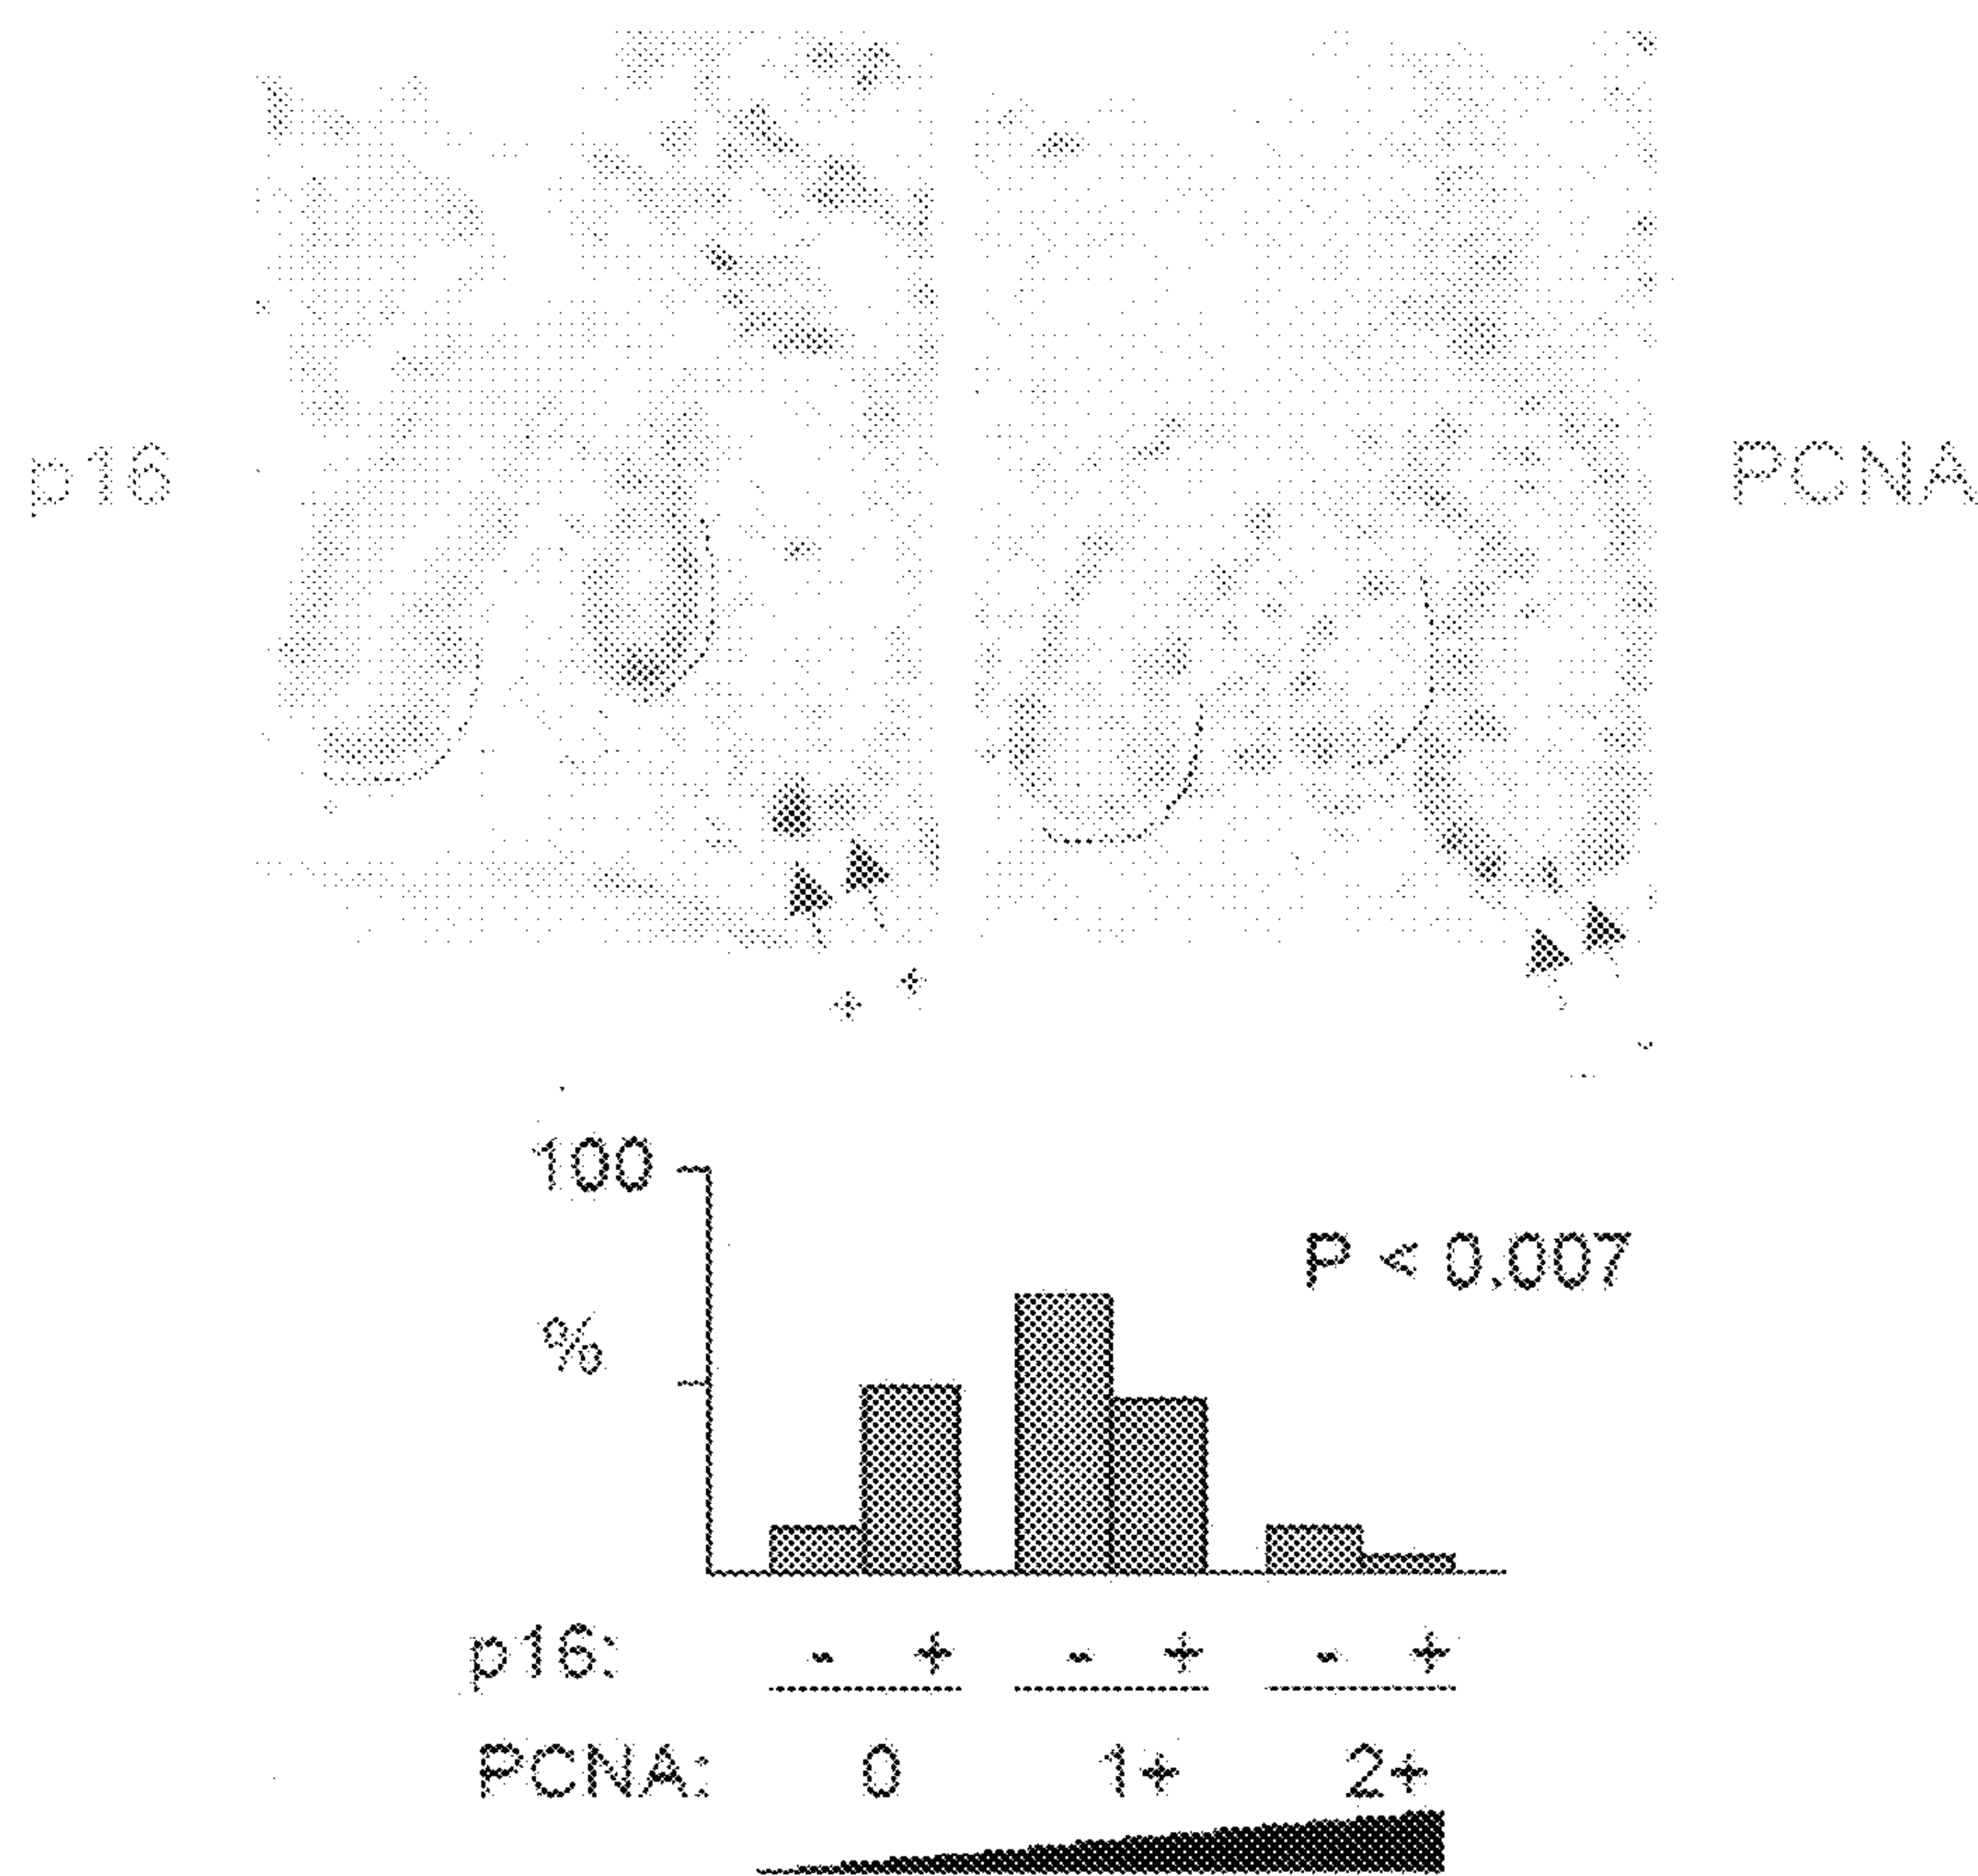 p16 PCNA
+ +
- -
100
P < 0.007
%
p16: - + - + - +
PCNA: 0 1+ 2+